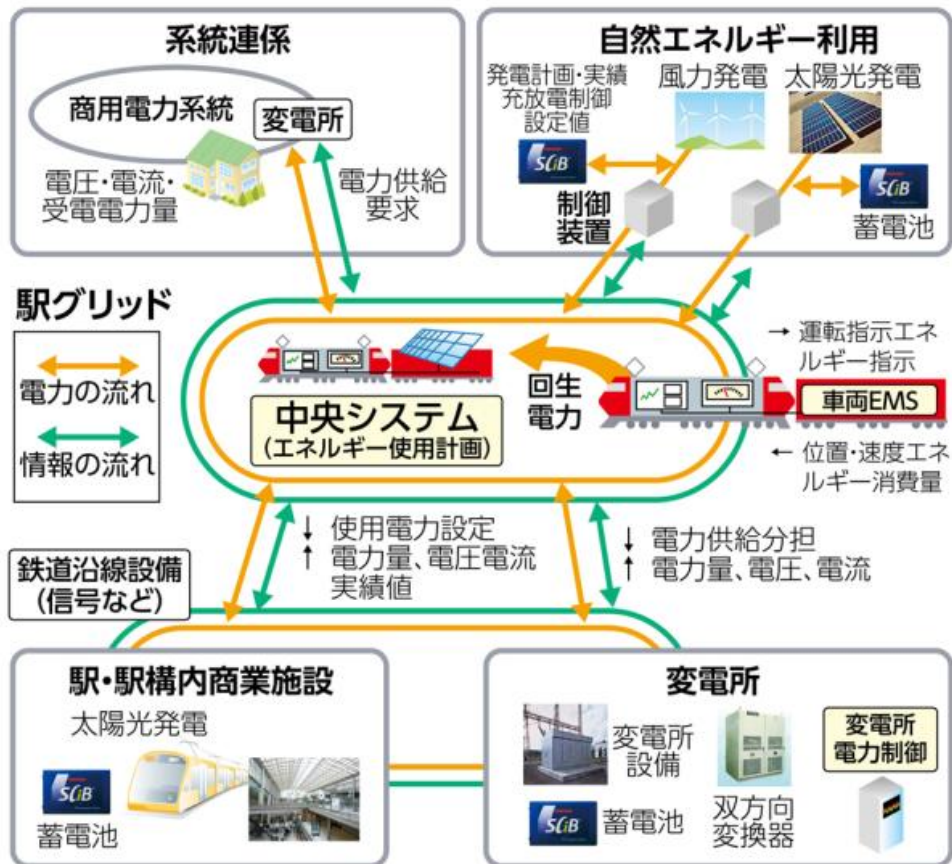 系統連係
商用電力系統
変電所
電圧・電流・
受電電力量
電力供給
要求
自然エネルギー利用
発電計画・実績
充放電制御
設定値
風力発電
太陽光発電
SCiB
制御
装置
SCiB
蓄電池
駅グリッド
電力の流れ
情報の流れ
中央システム
(エネルギー使用計画)
回生
電力
→ 運転指示エネ
ルギー指示
車両EMS
← 位置・速度エネ
ルギー消費量
鉄道沿線設備
(信号など)
↓ 使用電力設定
↑ 電力量、電圧電流
実績値
↓ 電力供給分担
↑ 電力量、電圧、電流
駅・駅構内商業施設
太陽光発電
SCiB
蓄電池
変電所
変電所
設備
SCiB
蓄電池
双方向
変換器
変電所
電力制御